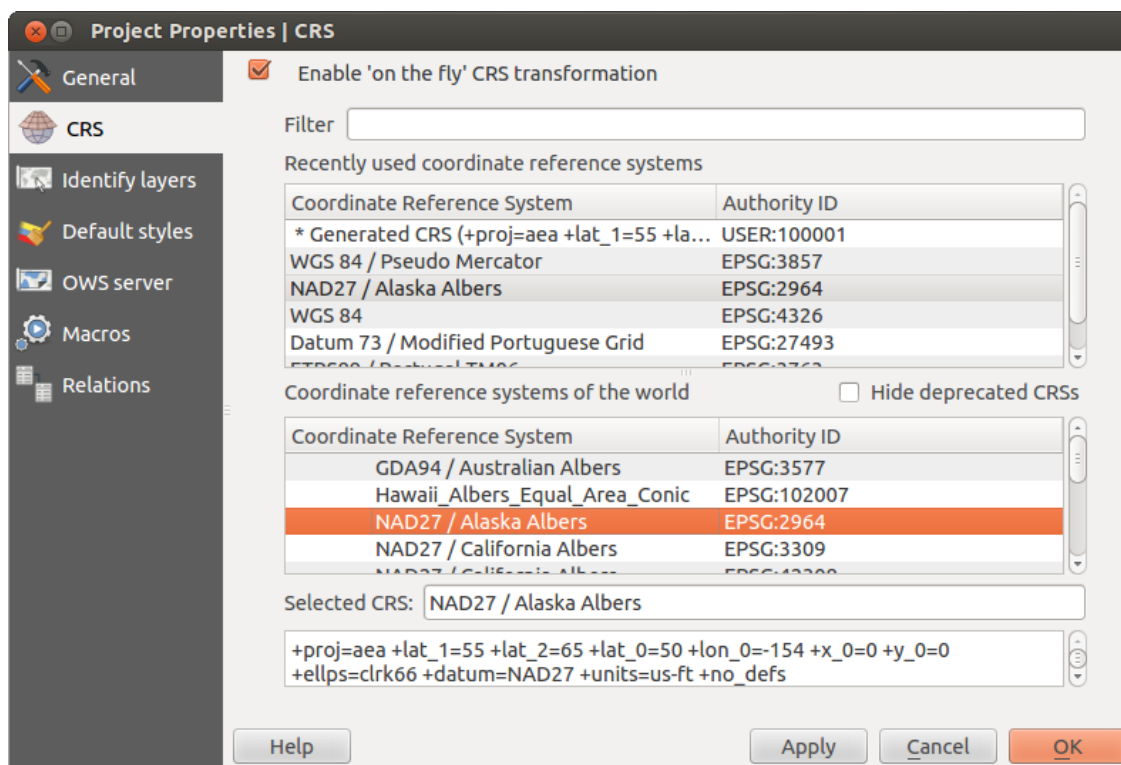 Project Properties | CRS
General
CRS
Identify layers
Default styles
OWS server
Macros
Relations
Enable 'on the fly' CRS transformation
Filter
Recently used coordinate reference systems
Coordinate Reference System Authority ID
* Generated CRS (+proj=aea +lat_1=55 +la... USER:100001
WGS 84 / Pseudo Mercator EPSG:3857
NAD27 / Alaska Albers EPSG:2964
WGS 84 EPSG:4326
Datum 73 / Modified Portuguese Grid EPSG:27493
Coordinate reference systems of the world Hide deprecated CRSs
Coordinate Reference System Authority ID
GDA94 / Australian Albers EPSG:3577
Hawaii_Albers_Equal_Area_Conic EPSG:102007
NAD27 / Alaska Albers EPSG:2964
NAD27 / California Albers EPSG:3309
Selected CRS: NAD27 / Alaska Albers
+proj=aea +lat_1=55 +lat_2=65 +lat_0=50 +lon_0=-154 +x_0=0 +y_0=0
+ellps=clrk66 +datum=NAD27 +units=us-ft +no_defs
Help Apply Cancel OK